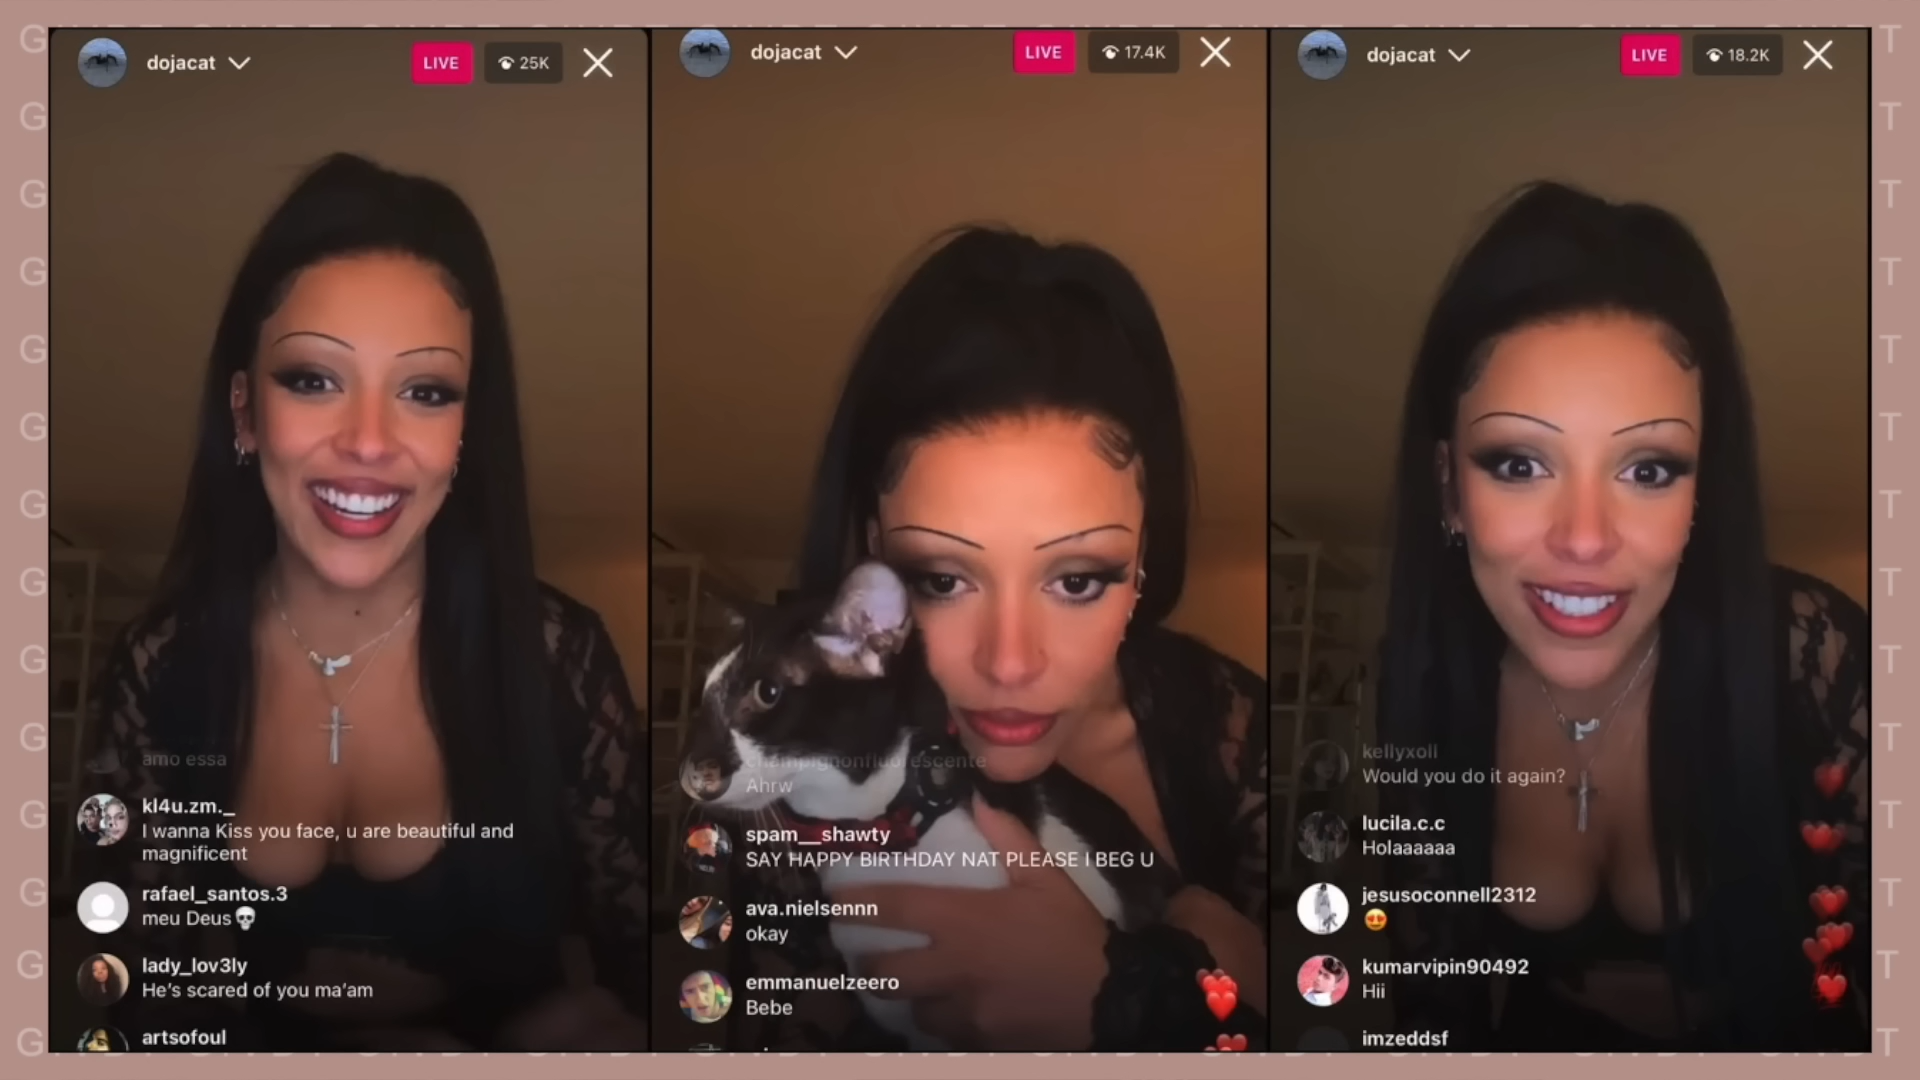 dojacat
LIVE
25K
amo essa
kl4u.zm._
I wanna Kiss you face, u are beautiful and
magnificent
rafael_santos.3
meu Deus💀
lady_lov3ly
He's scared of you ma'am
artsofoul
dojacat
LIVE
17.4K
championfluorescente
Ahrw
spam__shawty
SAY HAPPY BIRTHDAY NAT PLEASE I BEG U
ava.nielsennn
okay
emmanuelzeero
Bebe
dojacat
LIVE
18.2K
kellyxoll
Would you do it again?
lucila.c.c
Holaaaaaa
jesusoconnell2312
😍
kumarvipin90492
Hii
imzeddsf